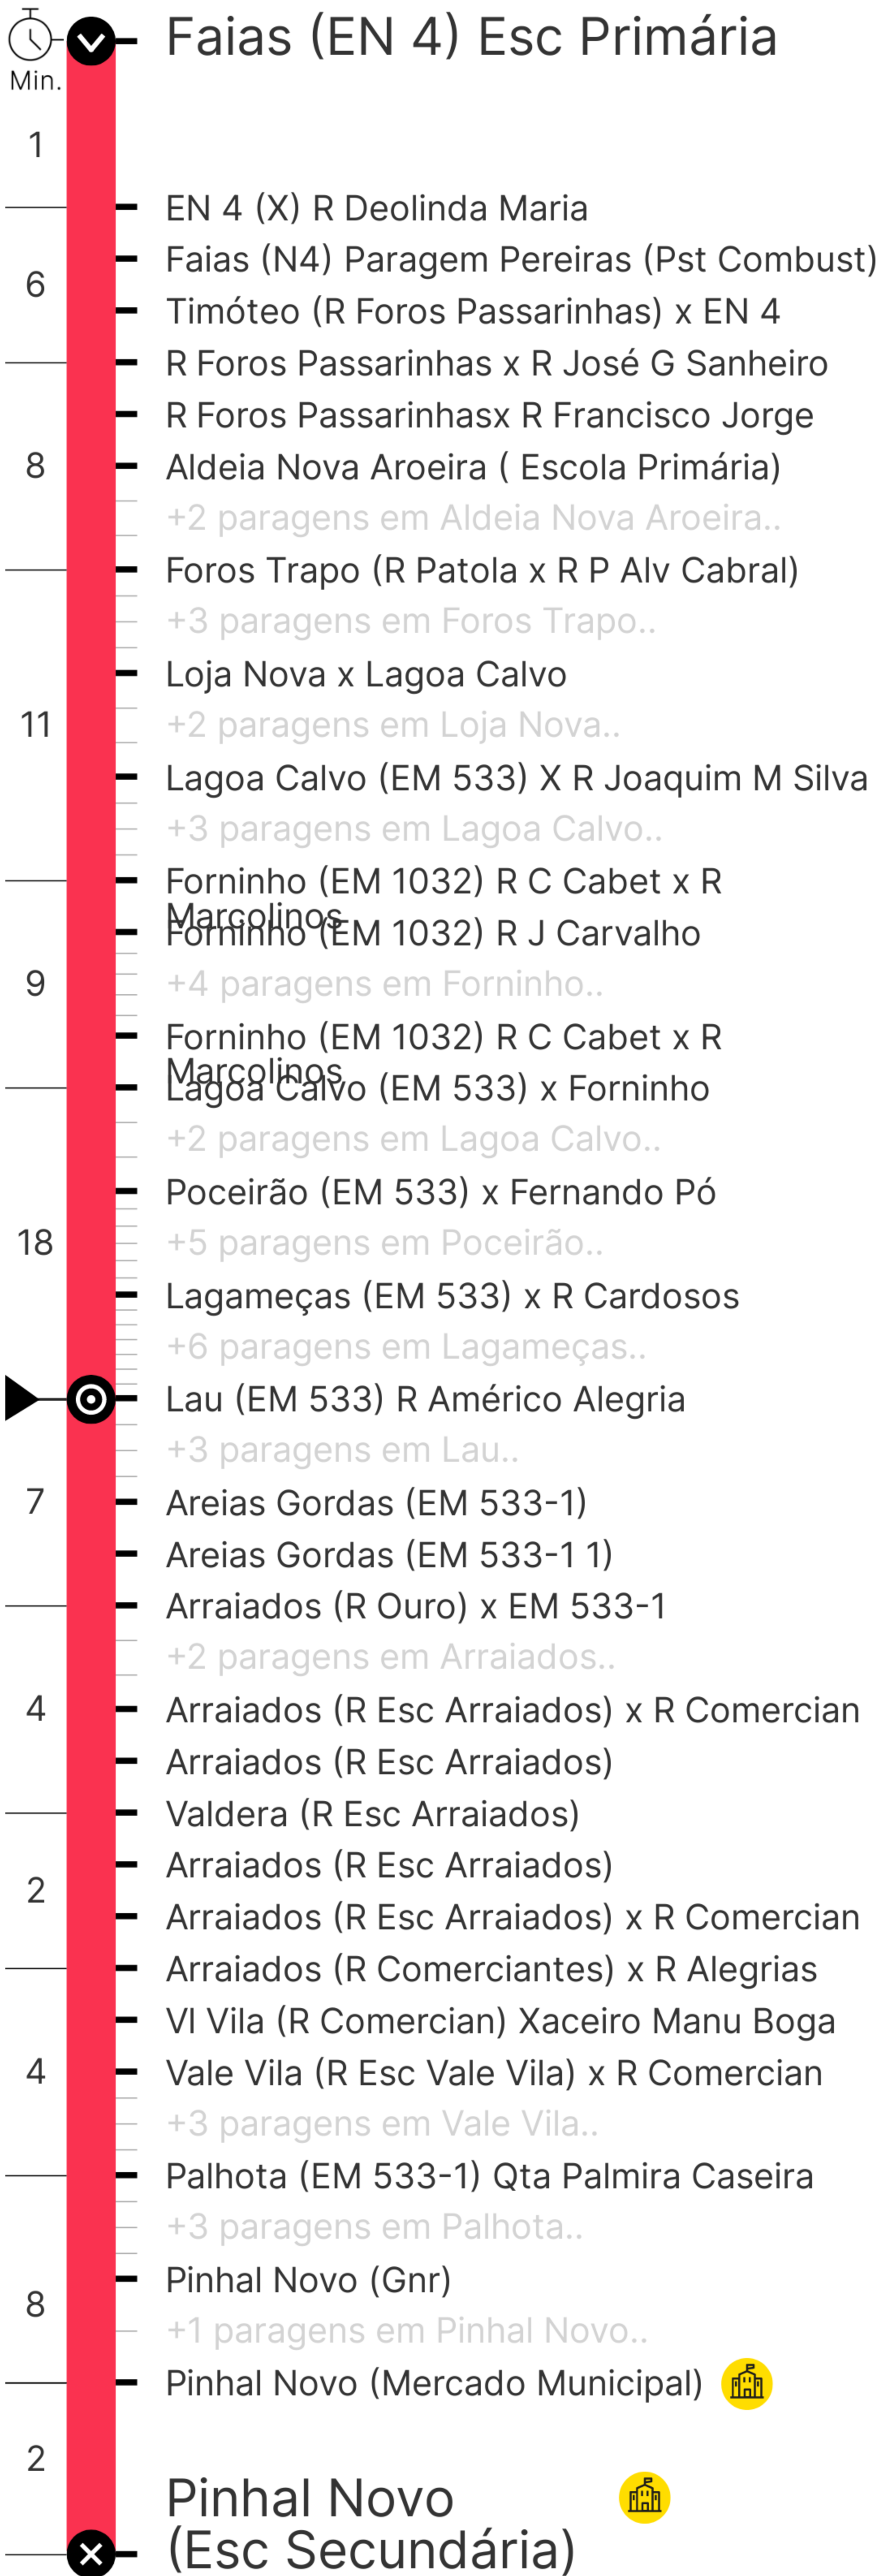 Faias (EN 4) Esc Primária
Min.
1
EN 4 (X) R Deolinda Maria
Faias (N4) Paragem Pereiras (Pst Combust)
6
Timóteo (R Foros Passarinhas) x EN 4
R Foros Passarinhas x R José G Sanheiro
R Foros Passarinhasx R Francisco Jorge
8
Aldeia Nova Aroeira ( Escola Primária)
+2 paragens em Aldeia Nova Aroeira..
Foros Trapo (R Patola x R P Alv Cabral)
+3 paragens em Foros Trapo..
Loja Nova x Lagoa Calvo
11
+2 paragens em Loja Nova..
Lagoa Calvo (EM 533) X R Joaquim M Silva
+3 paragens em Lagoa Calvo..
Forninho (EM 1032) R C Cabet x R
Marcolinos
Forninho (EM 1032) R J Carvalho
9
+4 paragens em Forninho..
Forninho (EM 1032) R C Cabet x R
Marcolinos
Lagoa Calvo (EM 533) x Forninho
+2 paragens em Lagoa Calvo..
Poceirão (EM 533) x Fernando Pó
18
+5 paragens em Poceirão..
Lagameças (EM 533) x R Cardosos
+6 paragens em Lagameças..
Lau (EM 533) R Américo Alegria
+3 paragens em Lau..
7
Areias Gordas (EM 533-1)
Areias Gordas (EM 533-1 1)
Arraiados (R Ouro) x EM 533-1
+2 paragens em Arraiados..
4
Arraiados (R Esc Arraiados) x R Comercian
Arraiados (R Esc Arraiados)
Valdera (R Esc Arraiados)
Arraiados (R Esc Arraiados)
2
Arraiados (R Esc Arraiados) x R Comercian
Arraiados (R Comerciantes) x R Alegrias
Vl Vila (R Comercian) Xaceiro Manu Boga
4
Vale Vila (R Esc Vale Vila) x R Comercian
+3 paragens em Vale Vila..
Palhota (EM 533-1) Qta Palmira Caseira
+3 paragens em Palhota..
Pinhal Novo (Gnr)
8
+1 paragens em Pinhal Novo..
Pinhal Novo (Mercado Municipal)
2
Pinhal Novo
(Esc Secundária)